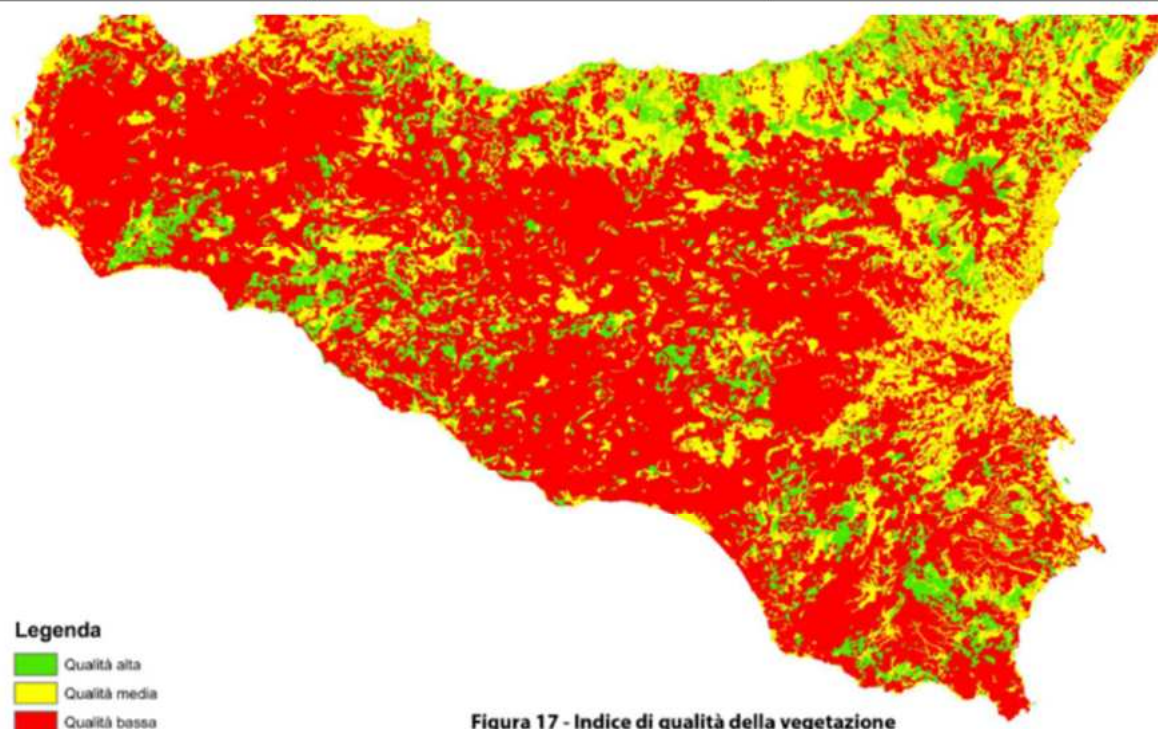 Legenda
Qualità alta
Qualità media
Qualità bassa
Figura 17 - Indice di qualità della vegetazione